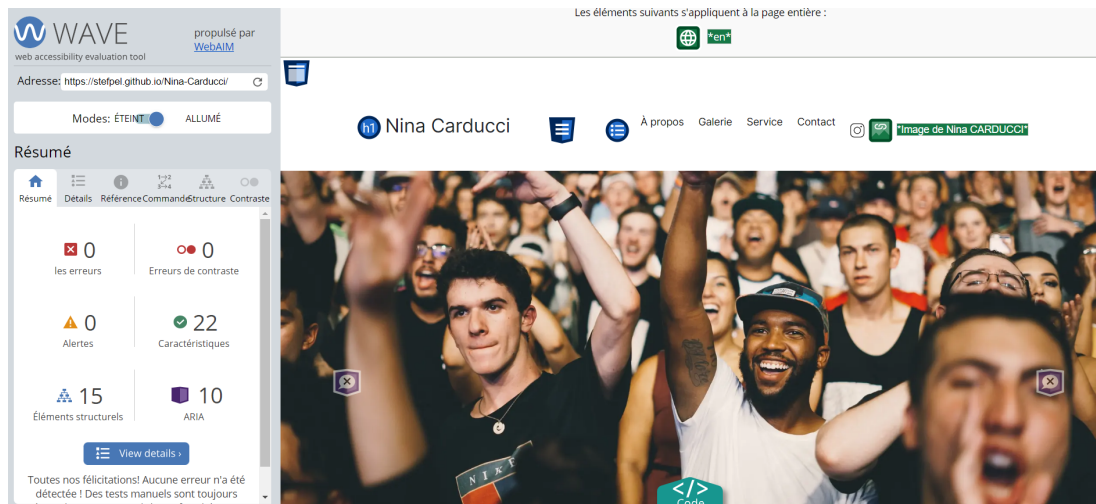 WAVE
web accessibility evaluation tool
propulsé par
WebAIM
Adresse: https://stefpel.github.io/Nina-Carducci/
Modes: ÉTEINT ALLUMÉ
Résumé
Résumé Détails Référence Commande Structure Contraste
0 0
les erreurs Erreurs de contraste
0 22
Alertes Caractéristiques
15 10
Éléments structurels ARIA
View details ›
Toutes nos félicitations! Aucune erreur n'a été
détectée ! Des tests manuels sont toujours
Les éléments suivants s'appliquent à la page entière :
*en*
h1 Nina Carducci
À propos Galerie Service Contact
*Image de Nina CARDUCCI*
NIKE
</>
Code